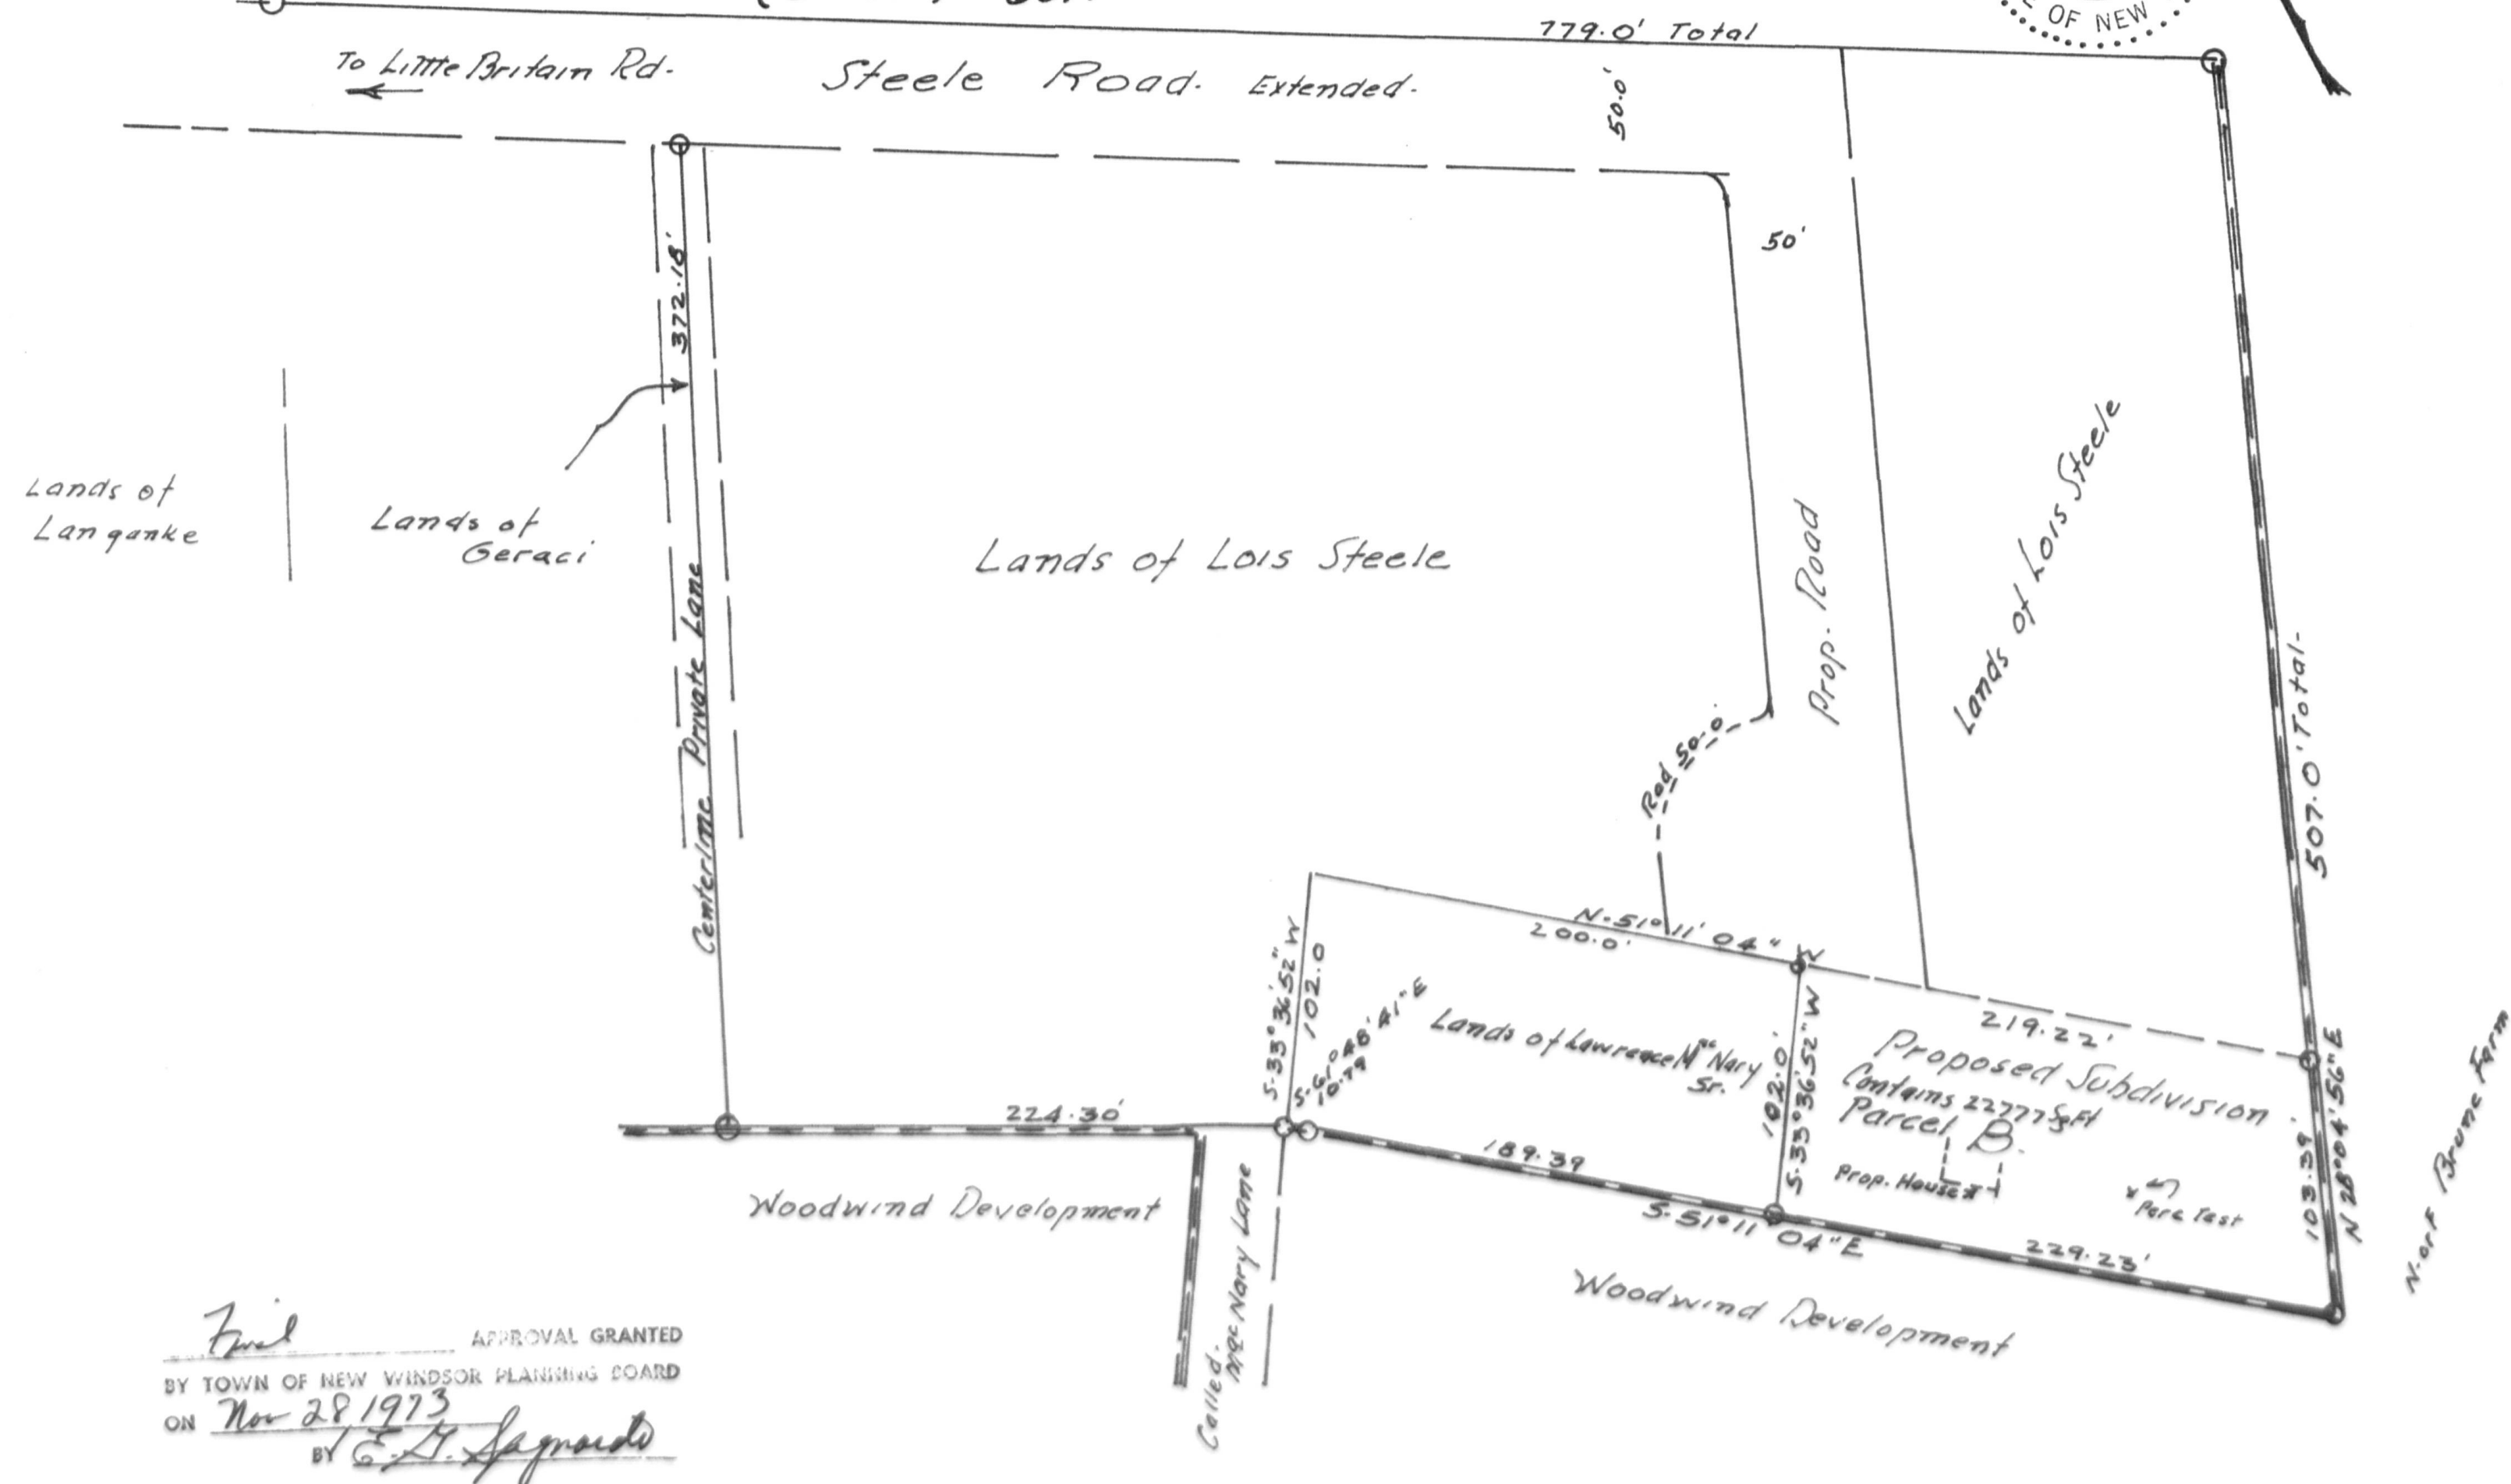 OF NEW
779.0' Total
To Little Britain Rd.
Steele Road. Extended.
50.0'
50'
372.18'
Lands of
Langanke
Lands of
Geraci
Centerline Private Lane
Lands of Lois Steele
Prop. Road
Lands of Lois Steele
507.0' Total-
Rad 50.0'
N-51°11' 04" W
200.0'
S-33°36'52" W
102.0
10.79
Lands of Lawrence McNary
Sr.
102.0'
S-33°36'52" W
219.22'
Proposed Subdivision
Contains 22777 Sq Ft
Parcel B.
Prop. House
Perc Test
103.39'
N 28°04'56" E
N. or F. Brune Farm
224.30'
189.39
S-51°11' 04" E
229.23'
Woodwind Development
Called.
MacNary Lane
Woodwind Development
Final APPROVAL GRANTED
BY TOWN OF NEW WINDSOR PLANNING BOARD
ON Nov 28 1973
BY E. G.